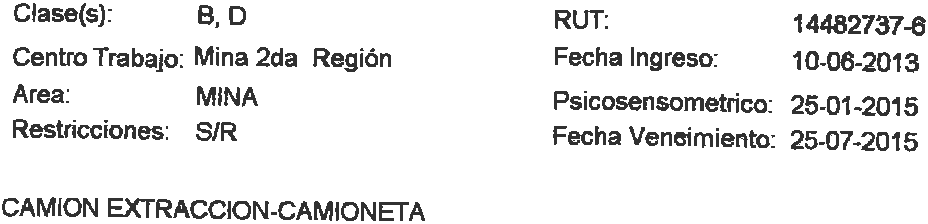 Clase(s): B, D
Centro Trabajo: Mina 2da Región
Area: MINA
Restricciones: S/R
RUT: 14482737-6
Fecha Ingreso: 10-06-2013
Psicosensometrico: 25-01-2015
Fecha Vencimiento: 25-07-2015
CAMION EXTRACCION-CAMIONETA